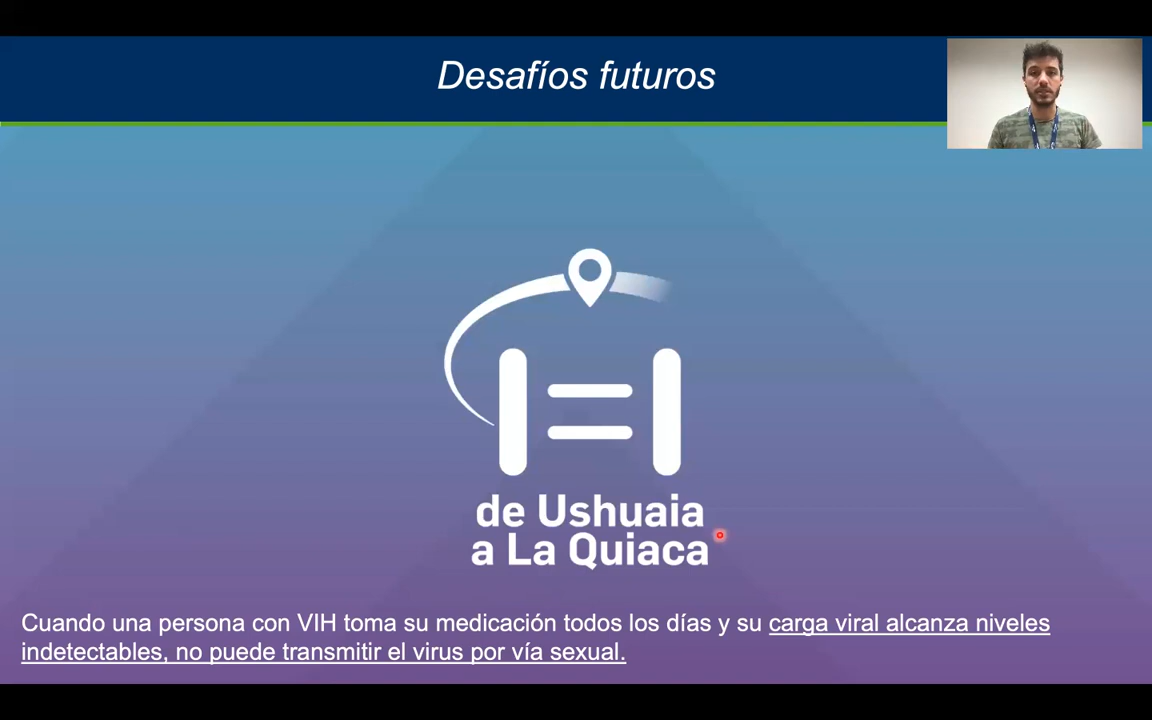 Desafíos futuros
I=I
de Ushuaia
a La Quiaca
Cuando una persona con VIH toma su medicación todos los días y su carga viral alcanza niveles
indetectables, no puede transmitir el virus por vía sexual.